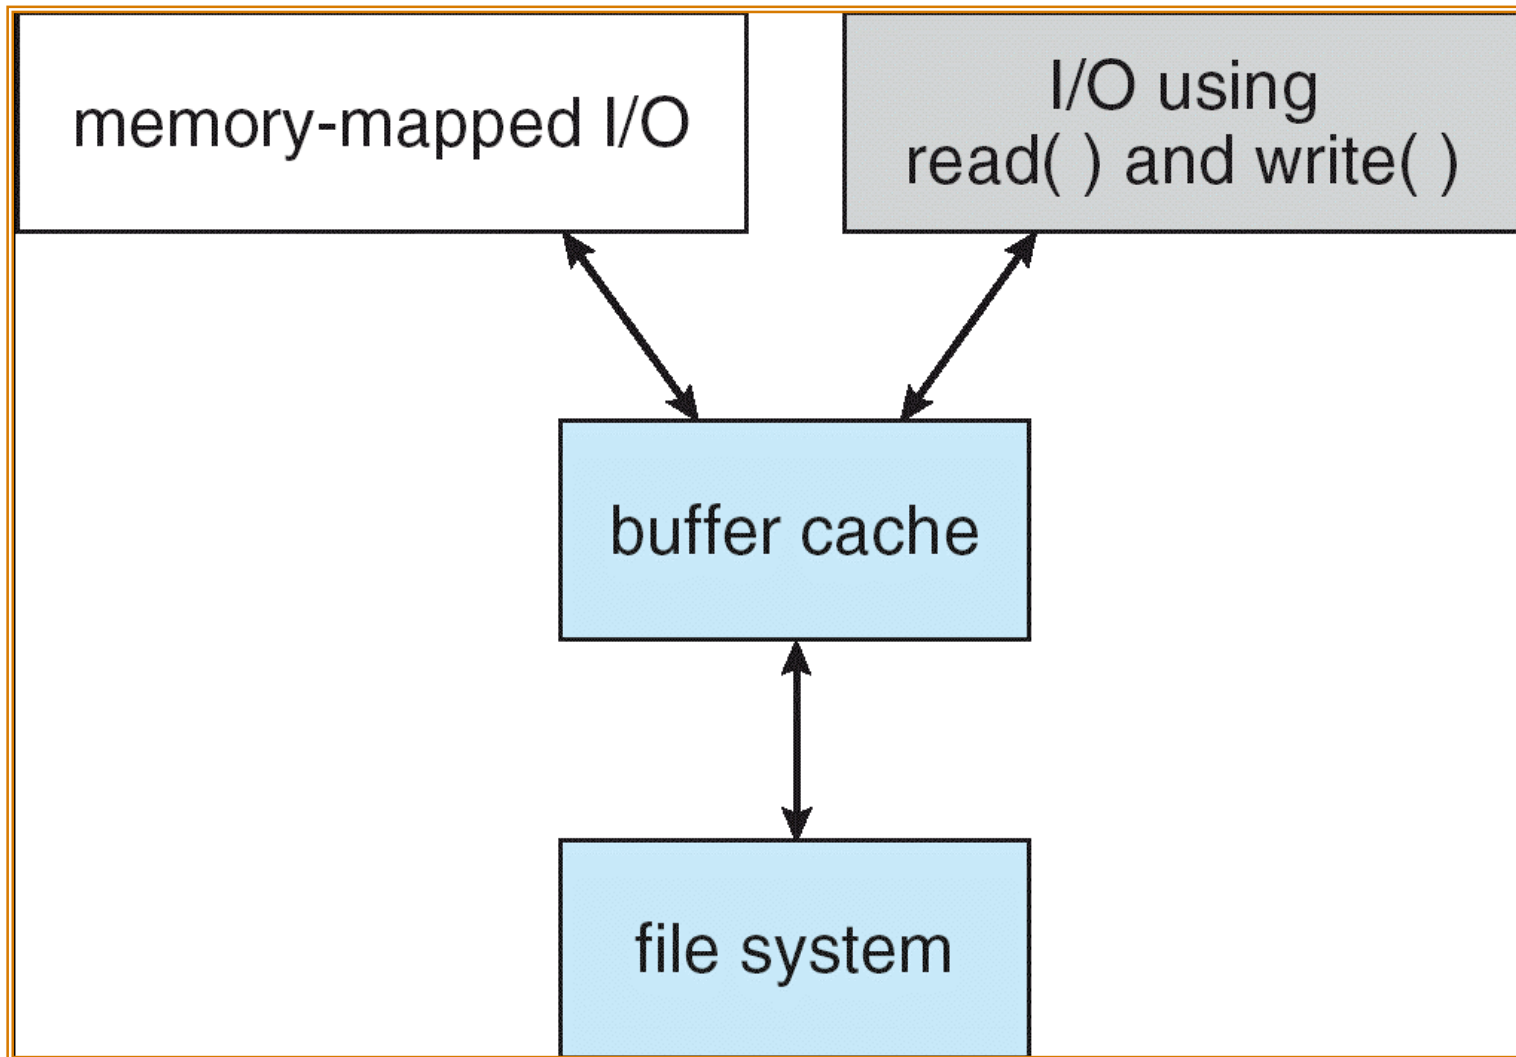 memory-mapped I/O
I/O using
read( ) and write( )
buffer cache
file system